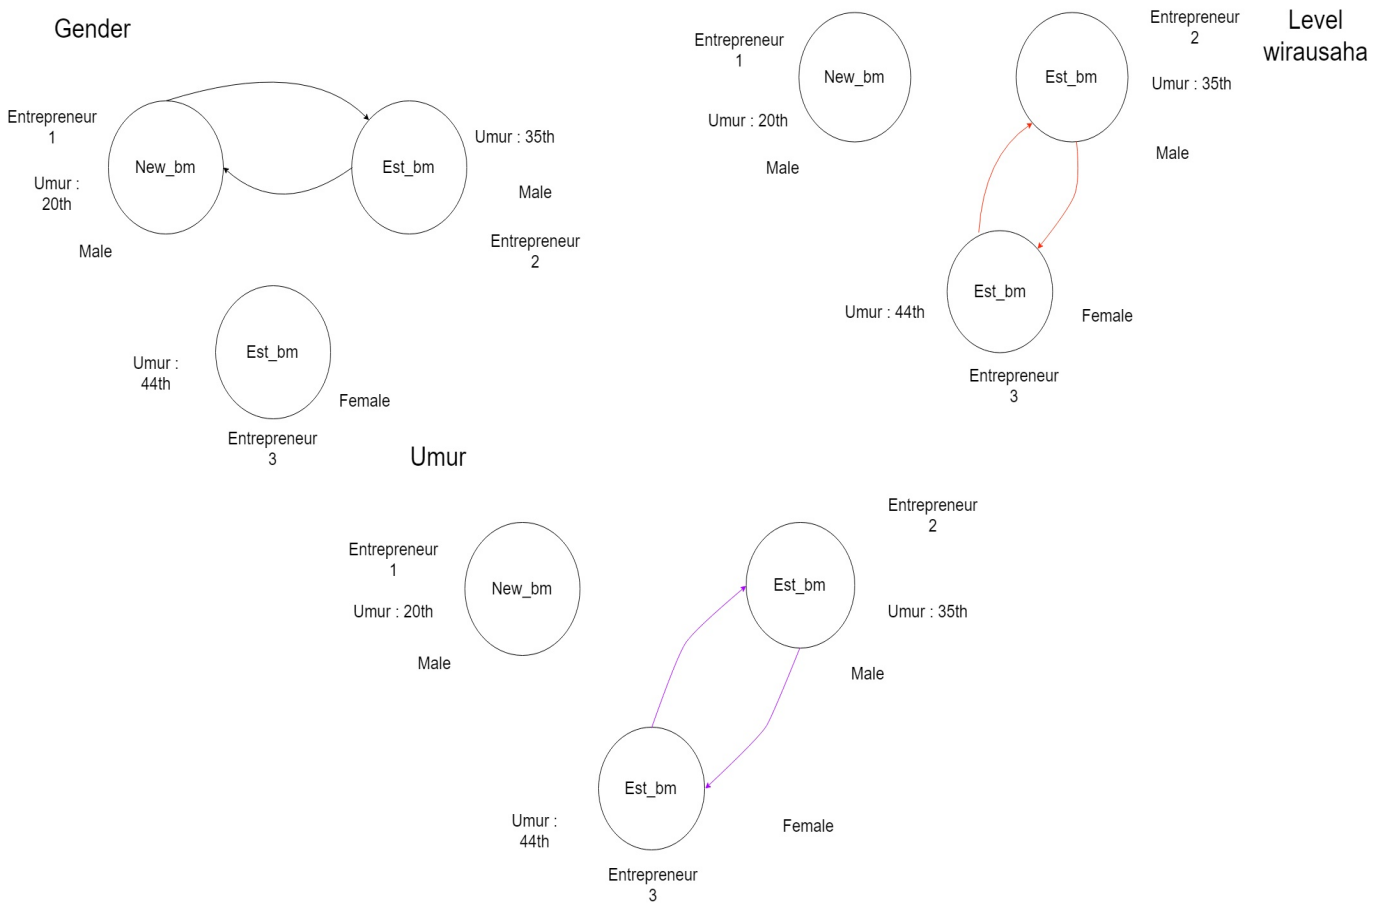 Gender
Entrepreneur
1
Umur :
20th
Male
New_bm
Est_bm
Umur : 35th
Male
Entrepreneur
2
Est_bm
Umur :
44th
Female
Entrepreneur
3
Level
wirausaha
Entrepreneur
1
Umur : 20th
Male
New_bm
Est_bm
Entrepreneur
2
Umur : 35th
Male
Est_bm
Umur : 44th
Female
Entrepreneur
3
Umur
Entrepreneur
1
Umur : 20th
Male
New_bm
Est_bm
Entrepreneur
2
Umur : 35th
Male
Est_bm
Umur :
44th
Female
Entrepreneur
3